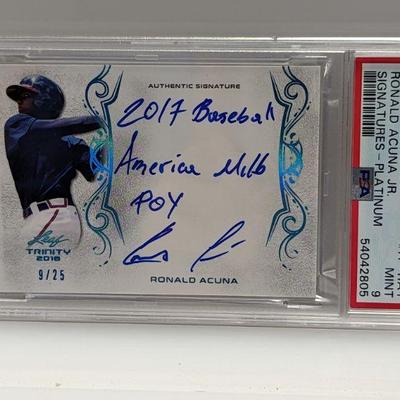 AUTHENTIC SIGNATURE
2017 Baseball
America MiLB
POY
Leaf
TRINITY
2018
9/25
RONALD ACUNA
RONALD ACUNA JR.
SIGNATURES-PLATINUM
PSA
MINT
9
54042805